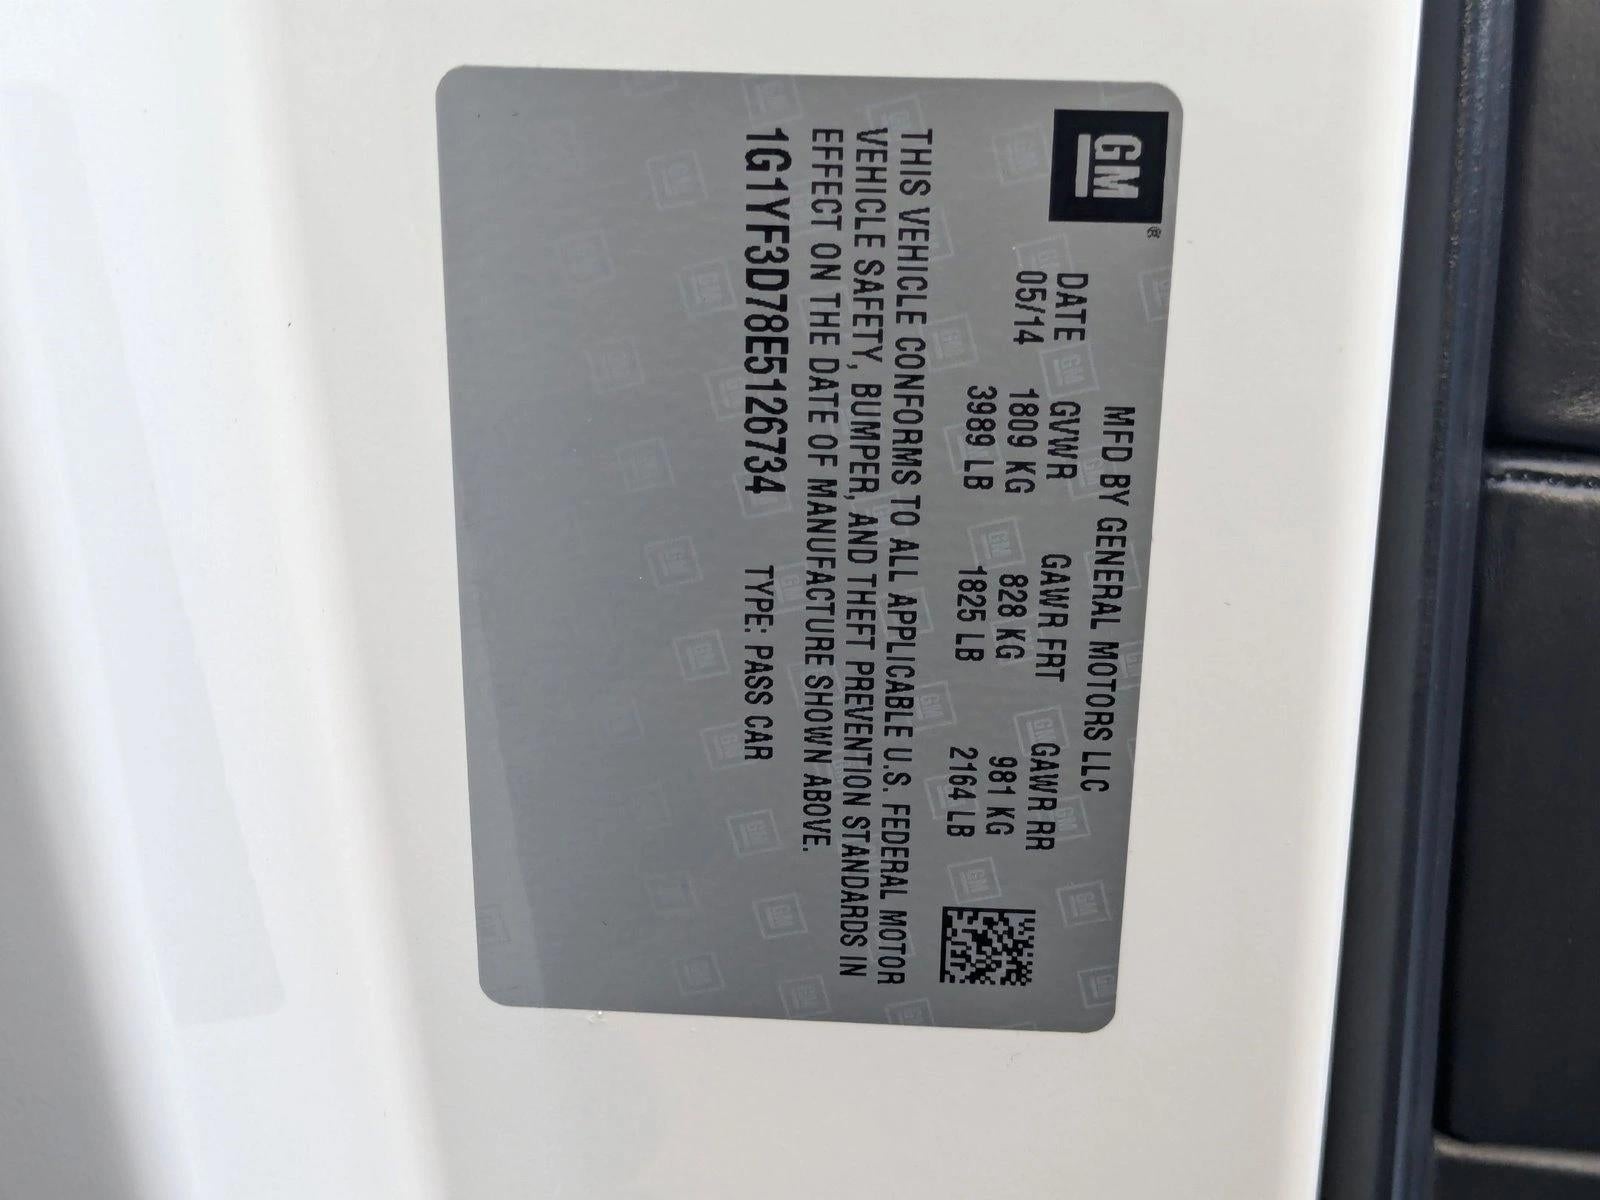 GM®
MFD BY GENERAL MOTORS LLC
DATE GVWR GAWR FRT GAWR RR
05/14 1809 KG 828 KG 981 KG
3989 LB 1825 LB 2164 LB
THIS VEHICLE CONFORMS TO ALL APPLICABLE U.S. FEDERAL MOTOR
VEHICLE SAFETY, BUMPER, AND THEFT PREVENTION STANDARDS IN
EFFECT ON THE DATE OF MANUFACTURE SHOWN ABOVE.
1G1YF3D78E5126734 TYPE: PASS CAR